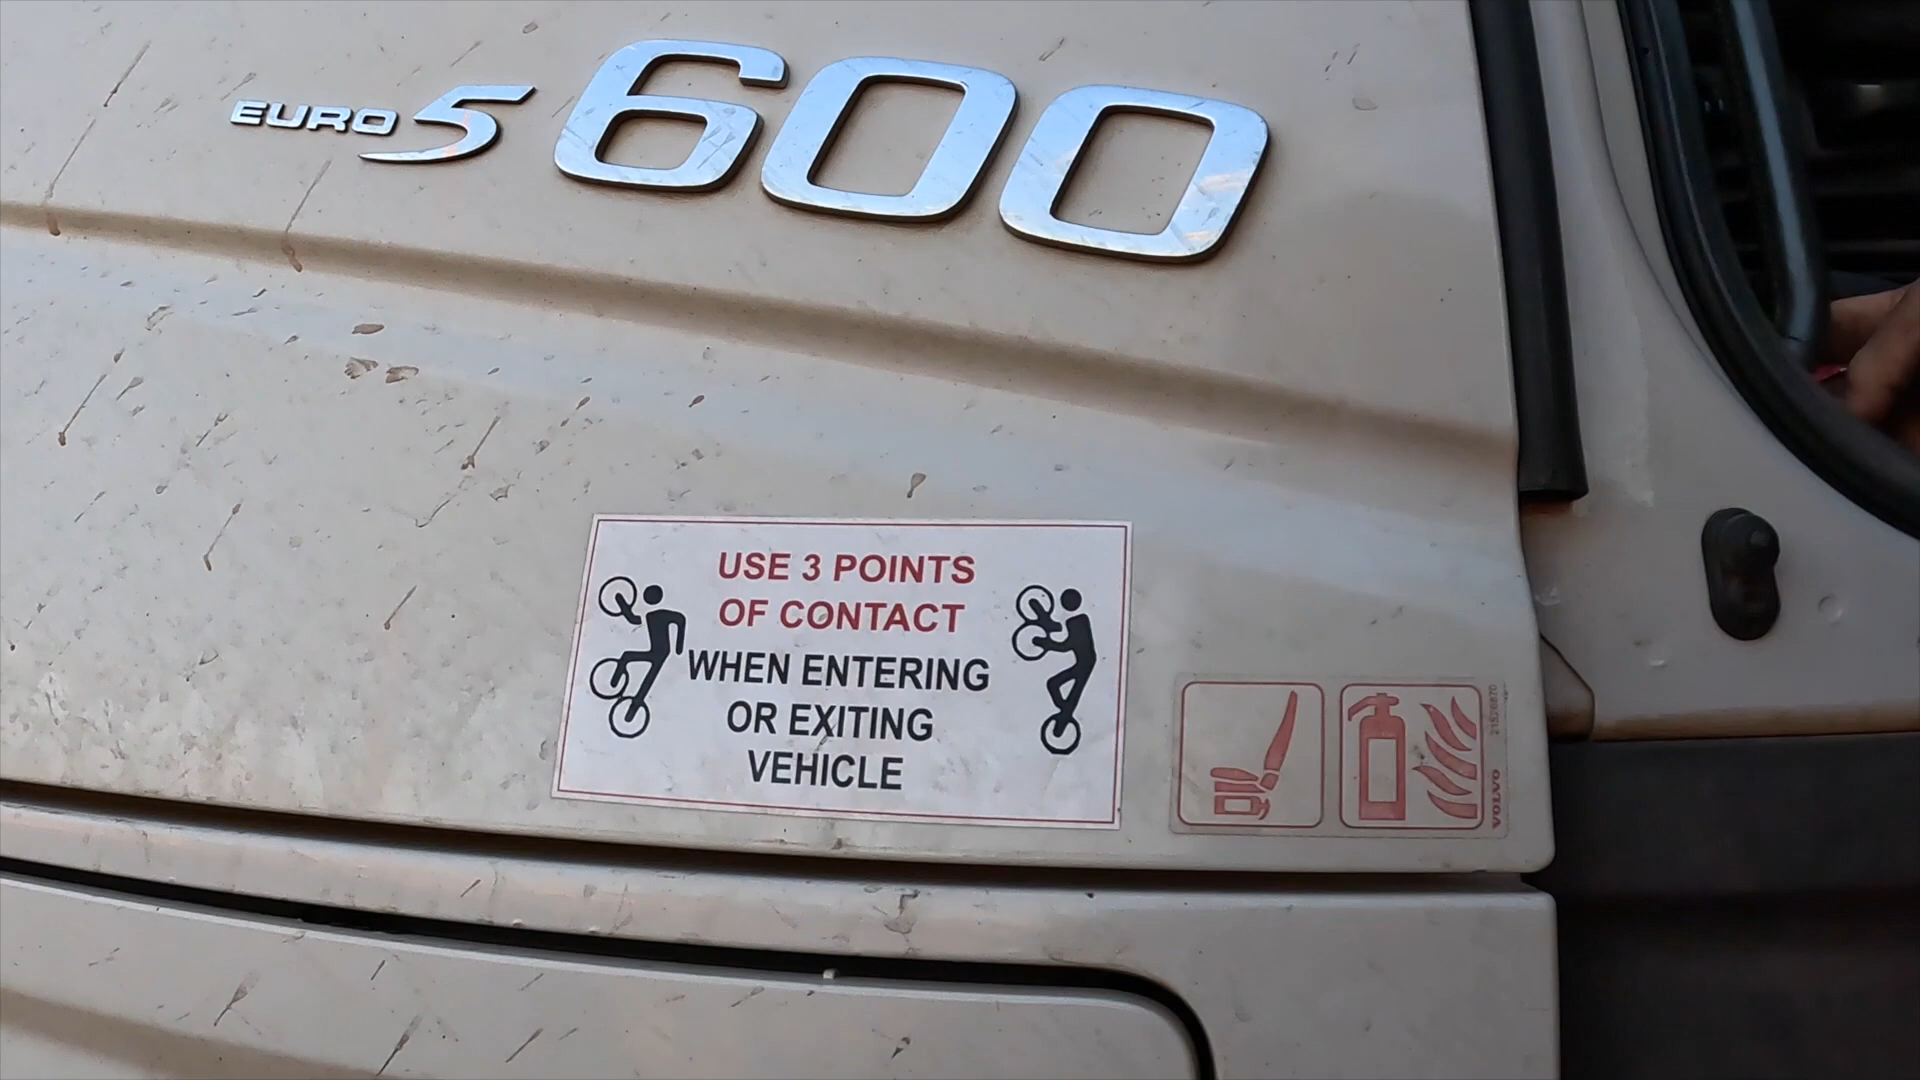 EURO 5 600
USE 3 POINTS
OF CONTACT
WHEN ENTERING
OR EXITING
VEHICLE
VOLVO